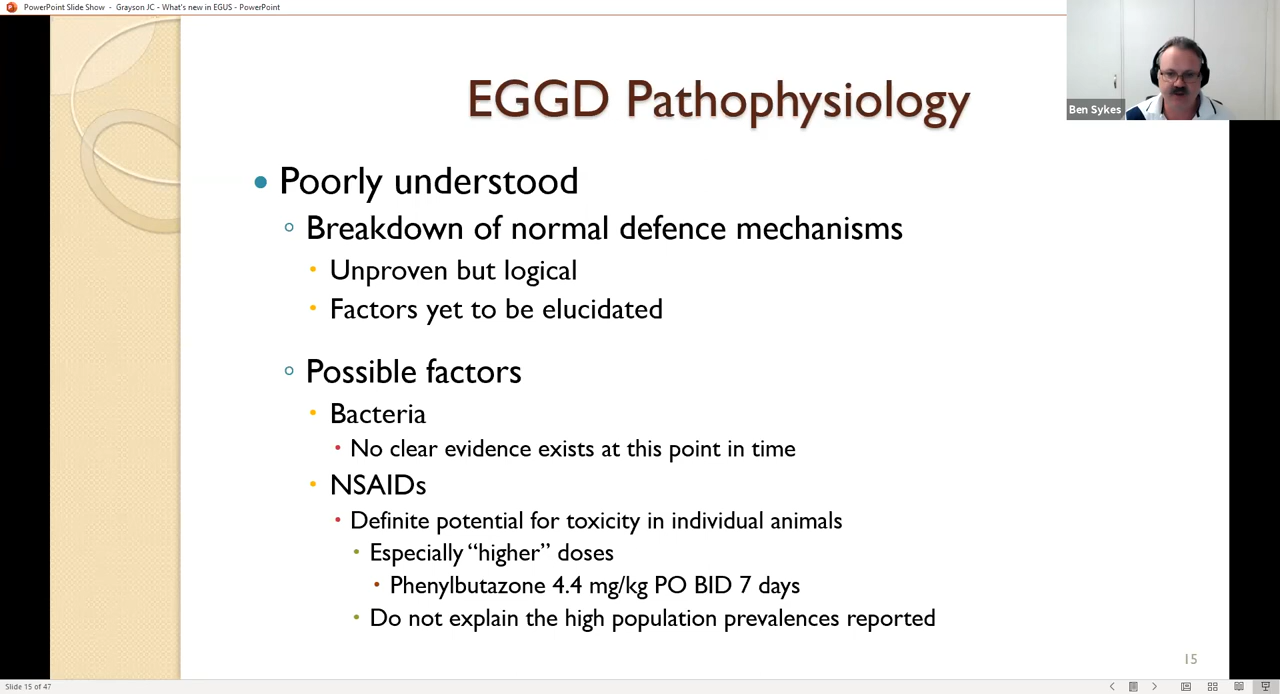 PowerPoint Slide Show - Grayson JC - What's new in EGUS - PowerPoint
EGGD Pathophysiology
Ben Sykes
• Poorly understood
◦ Breakdown of normal defence mechanisms
• Unproven but logical
• Factors yet to be elucidated
◦ Possible factors
• Bacteria
• No clear evidence exists at this point in time
• NSAIDs
• Definite potential for toxicity in individual animals
• Especially “higher” doses
• Phenylbutazone 4.4 mg/kg PO BID 7 days
• Do not explain the high population prevalences reported
15
Slide 15 of 47